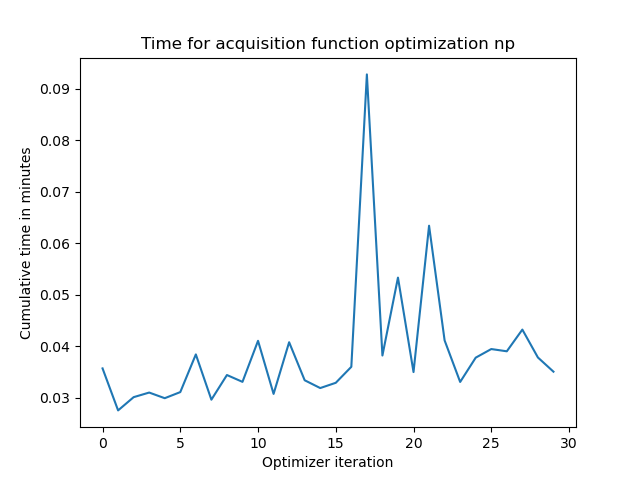 Time for acquisition function optimization np
0.09
0.08
0.07
0.06
0.05
0.04
0.03
Cumulative time in minutes
0 5 10 15 20 25 30
Optimizer iteration